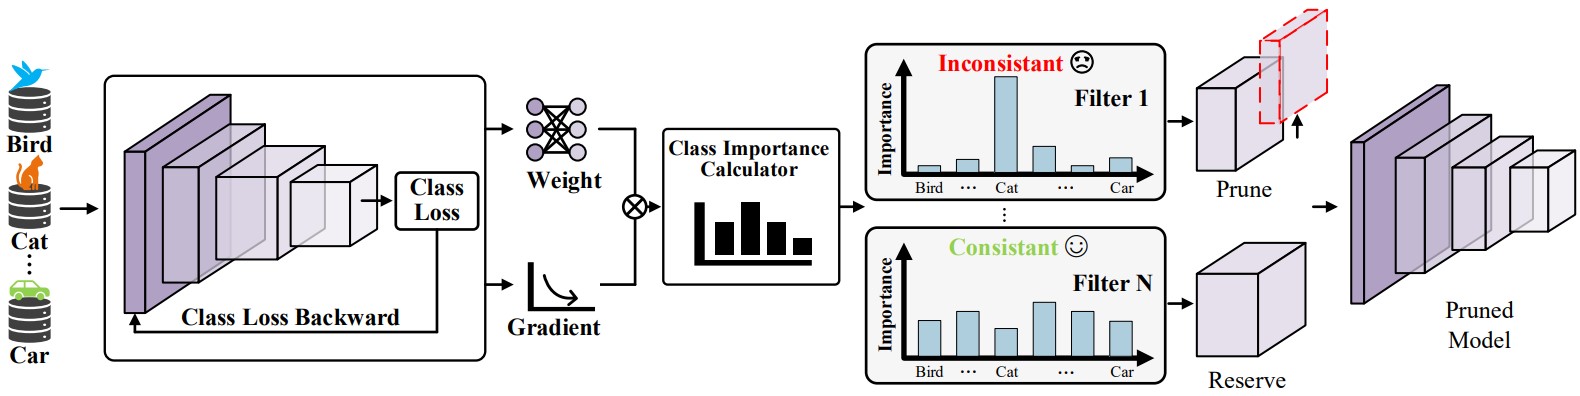 Bird
Cat
Car
Class
Loss
Class Loss Backward
Weight
Gradient
Class Importance
Calculator
Inconsistant
Filter 1
Importance
Bird ... Cat ... Car
...
Consistant
Filter N
Importance
Bird ... Cat ... Car
Prune
Reserve
Pruned
Model